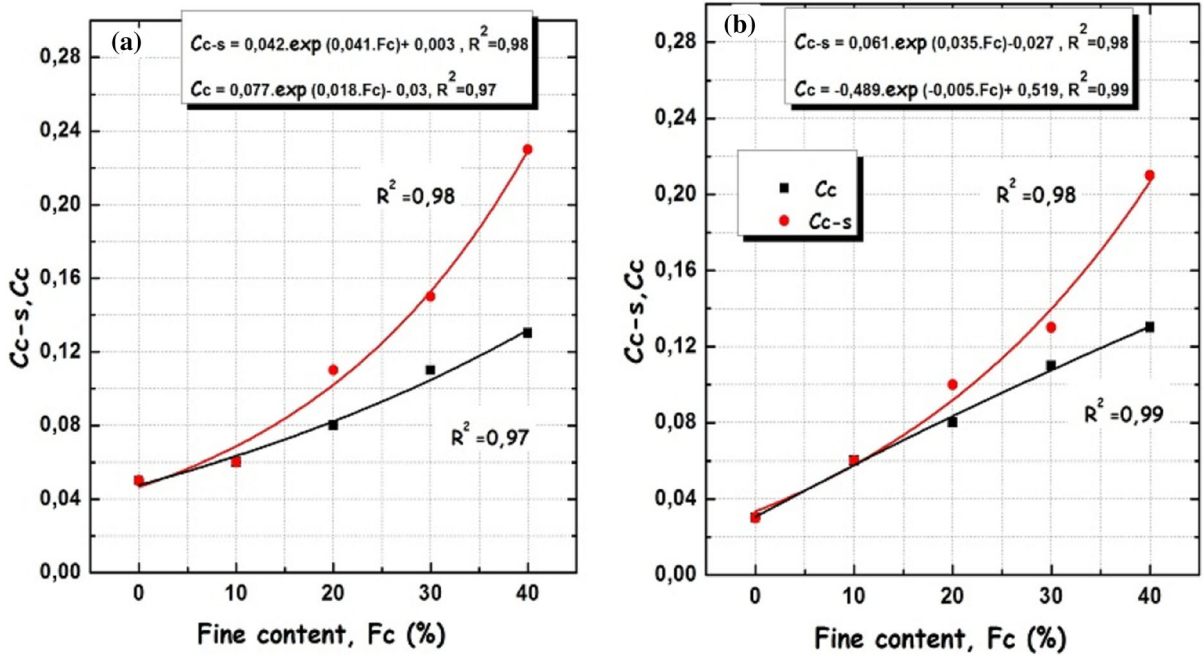 (a)
Cc-s = 0,042.exp (0,041.Fc)+ 0,003 , R²=0,98
Cc = 0,077.exp (0,018.Fc)- 0,03, R²=0,97
0,28
0,24
0,20
0,16
0,12
0,08
0,04
0,00
Cc-s, Cc
R² =0,98
R² =0,97
0 10 20 30 40
Fine content, Fc (%)
(b)
Cc-s = 0,061.exp (0,035.Fc)-0,027 , R²=0,98
Cc = -0,489.exp (-0,005.Fc)+ 0,519, R²=0,99
0,28
0,24
0,20
0,16
0,12
0,08
0,04
0,00
Cc-s, Cc
Cc
Cc-s
R² =0,98
R² =0,99
0 10 20 30 40
Fine content, Fc (%)